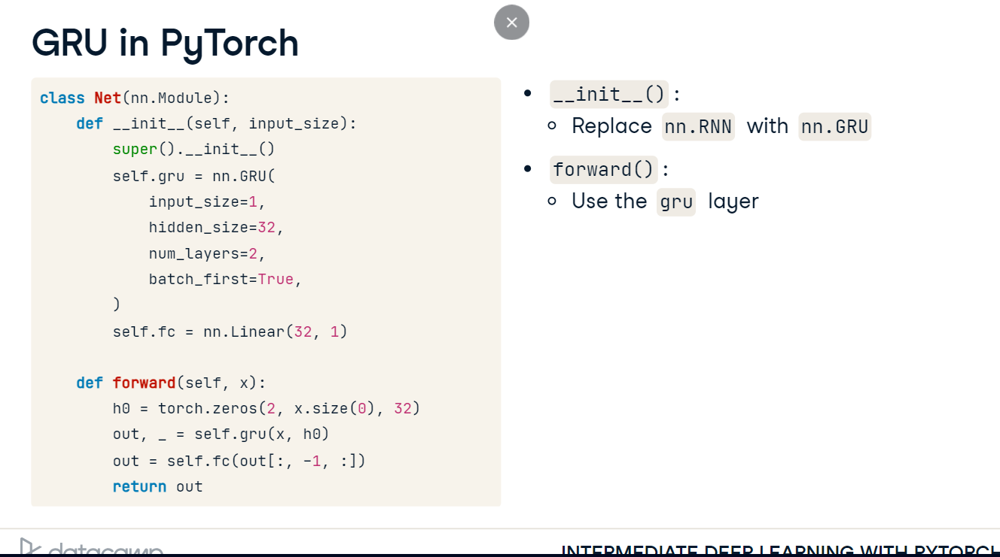 GRU in PyTorch
class Net(nn.Module):
    def __init__(self, input_size):
        super().__init__()
        self.gru = nn.GRU(
            input_size=1,
            hidden_size=32,
            num_layers=2,
            batch_first=True,
        )
        self.fc = nn.Linear(32, 1)
    def forward(self, x):
        h0 = torch.zeros(2, x.size(0), 32)
        out, _ = self.gru(x, h0)
        out = self.fc(out[:, -1, :])
        return out
__init__() :
Replace nn.RNN with nn.GRU
forward() :
Use the gru layer
datacamp
INTERMEDIATE DEEP LEARNING WITH PYTORCH